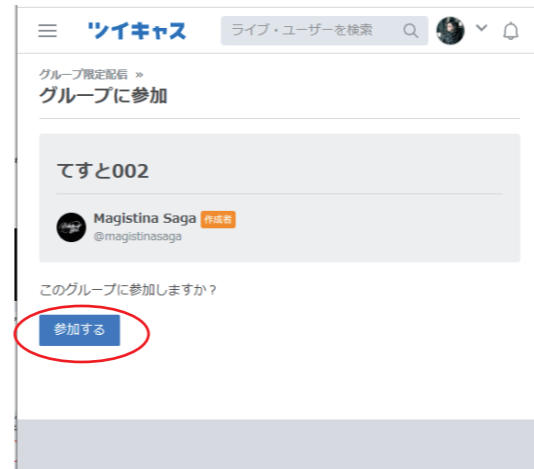 ツイキャス
ライブ・ユーザーを検索
グループ限定配信 »
グループに参加
てすと002
Magistina Saga 作成者
@magistinasaga
このグループに参加しますか？
参加する